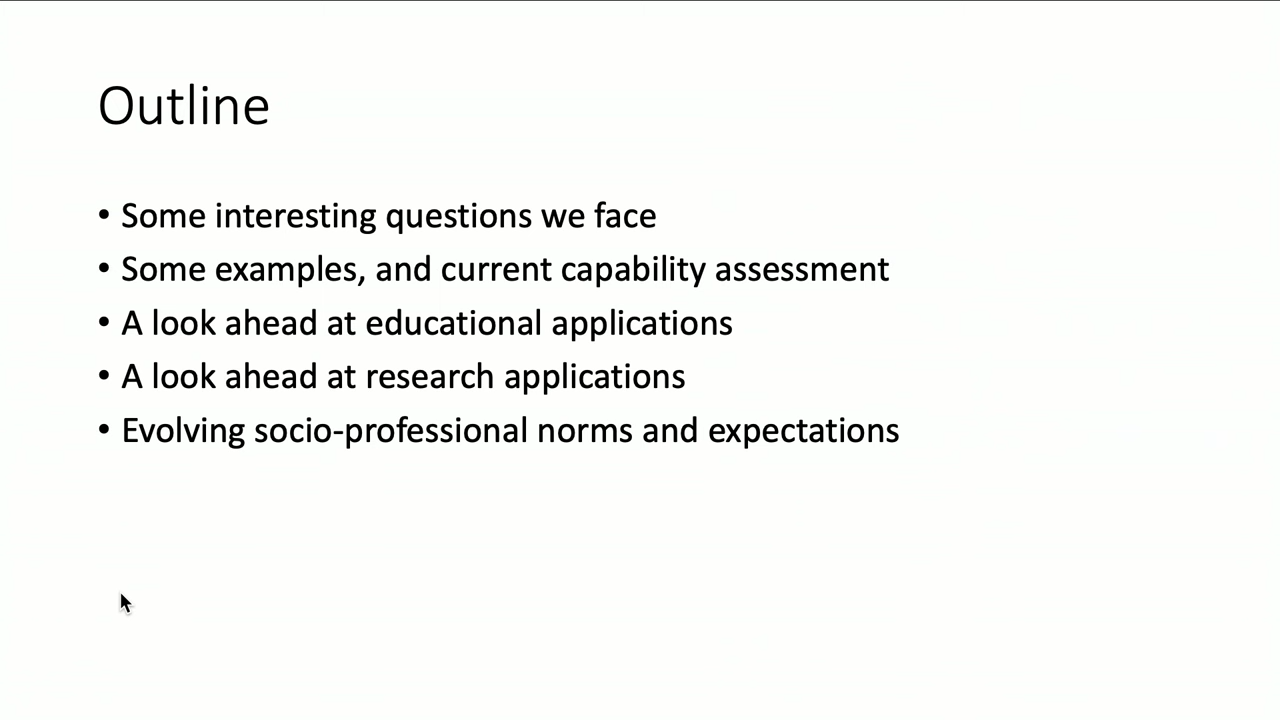 Outline
• Some interesting questions we face
• Some examples, and current capability assessment
• A look ahead at educational applications
• A look ahead at research applications
• Evolving socio-professional norms and expectations